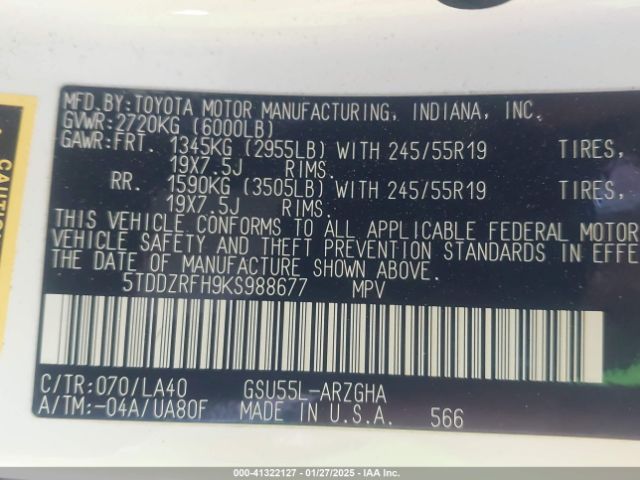 MFD.BY:TOYOTA MOTOR MANUFACTURING, INDIANA, INC.
GVWR:2720KG (6000LB)
GAWR:FRT. 1345KG (2955LB) WITH 245/55R19 TIRES,
19X7.5J RIMS.
RR. 1590KG (3505LB) WITH 245/55R19 TIRES,
19X7.5J RIMS.
THIS VEHICLE CONFORMS TO ALL APPLICABLE FEDERAL MOTOR
VEHICLE SAFETY AND THEFT PREVENTION STANDARDS IN EFFE
THE DATE OF MANUFACTURE SHOWN ABOVE.
5TDDZRFH9KS988677 MPV
C/TR:070/LA40 GSU55L-ARZGHA
A/TM:-04A/UA80F MADE IN U.S.A. 566
CAUTION
000-41322127 - 01/27/2025 - IAA Inc.